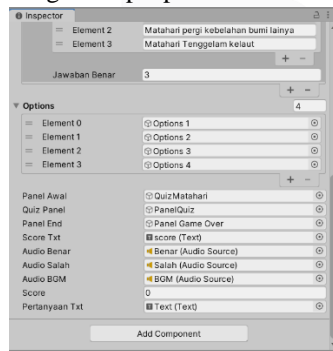 Inspector
Element 2 Matahari pergi kebelahan bumi lainya
Element 3 Matahari Tenggelam kelaut
+ -
Jawaban Benar 3
+ -
Options 4
Element 0 Options 1
Element 1 Options 2
Element 2 Options 3
Element 3 Options 4
+ -
Panel Awal QuizMatahari
Quiz Panel PanelQuiz
Panel End Panel Game Over
Score Txt score (Text)
Audio Benar Benar (Audio Source)
Audio Salah Salah (Audio Source)
Audio BGM BGM (Audio Source)
Score 0
Pertanyaan Txt Text (Text)
Add Component